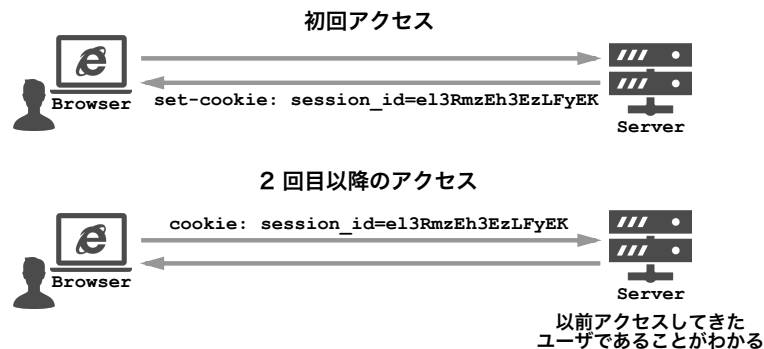 初回アクセス
Browser
set-cookie: session_id=el3RmzEh3EzLFyEK
Server
2 回目以降のアクセス
cookie: session_id=el3RmzEh3EzLFyEK
Browser
Server
以前アクセスしてきた
ユーザであることがわかる